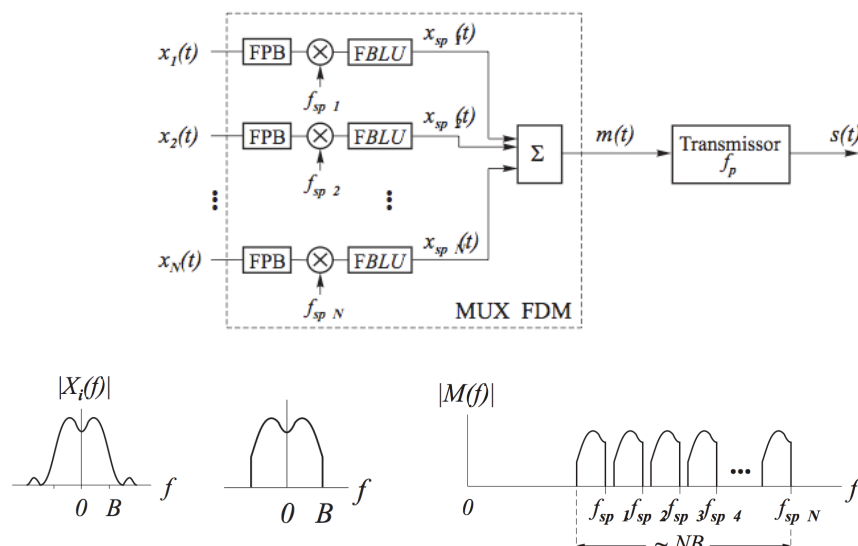 x1(t) FPB FBLU xsp 1(t)
fsp 1
x2(t) FPB FBLU xsp 2(t)
fsp 2
Σ m(t) Transmissor fp s(t)
xN(t) FPB FBLU xsp N(t)
fsp N
MUX FDM
|Xi(f)|
0 B f
0 B f
|M(f)|
0 fsp 1 fsp 2 fsp 3 fsp 4 ... fsp N f
~ NB